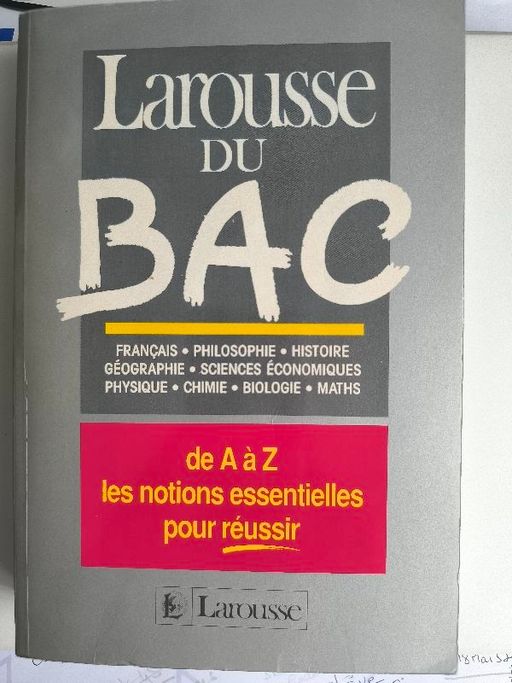 Larousse
DU
BAC
FRANÇAIS • PHILOSOPHIE • HISTOIRE
GÉOGRAPHIE • SCIENCES ÉCONOMIQUES
PHYSIQUE • CHIMIE • BIOLOGIE • MATHS
de A à Z
les notions essentielles
pour réussir
L Larousse